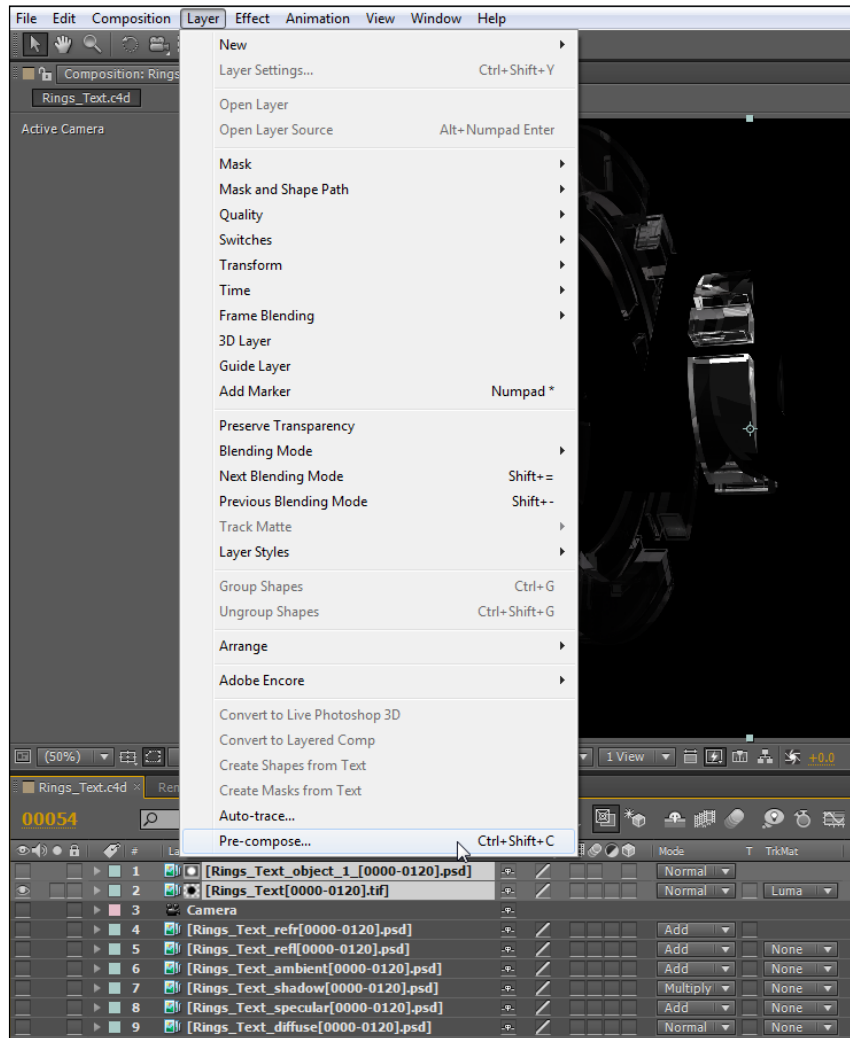 File Edit Composition Layer Effect Animation View Window Help
Composition: Rings
Rings_Text.c4d
Active Camera
New
Layer Settings... Ctrl+Shift+Y
Open Layer
Open Layer Source Alt+Numpad Enter
Mask
Mask and Shape Path
Quality
Switches
Transform
Time
Frame Blending
3D Layer
Guide Layer
Add Marker Numpad *
Preserve Transparency
Blending Mode
Next Blending Mode Shift+=
Previous Blending Mode Shift+-
Track Matte
Layer Styles
Group Shapes Ctrl+G
Ungroup Shapes Ctrl+Shift+G
Arrange
Adobe Encore
Convert to Live Photoshop 3D
Convert to Layered Comp
Create Shapes from Text
Create Masks from Text
Auto-trace...
Pre-compose... Ctrl+Shift+C
(50%) 1 View +0.0
Rings_Text.c4d × Ren
00054
# La Mode T TrkMat
1 [Rings_Text_object_1_[0000-0120].psd] Normal
2 [Rings_Text[0000-0120].tif] Normal Luma
3 Camera
4 [Rings_Text_refr[0000-0120].psd] Add
5 [Rings_Text_refl[0000-0120].psd] Add None
6 [Rings_Text_ambient[0000-0120].psd] Add None
7 [Rings_Text_shadow[0000-0120].psd] Multiply None
8 [Rings_Text_specular[0000-0120].psd] Add None
9 [Rings_Text_diffuse[0000-0120].psd] Normal None